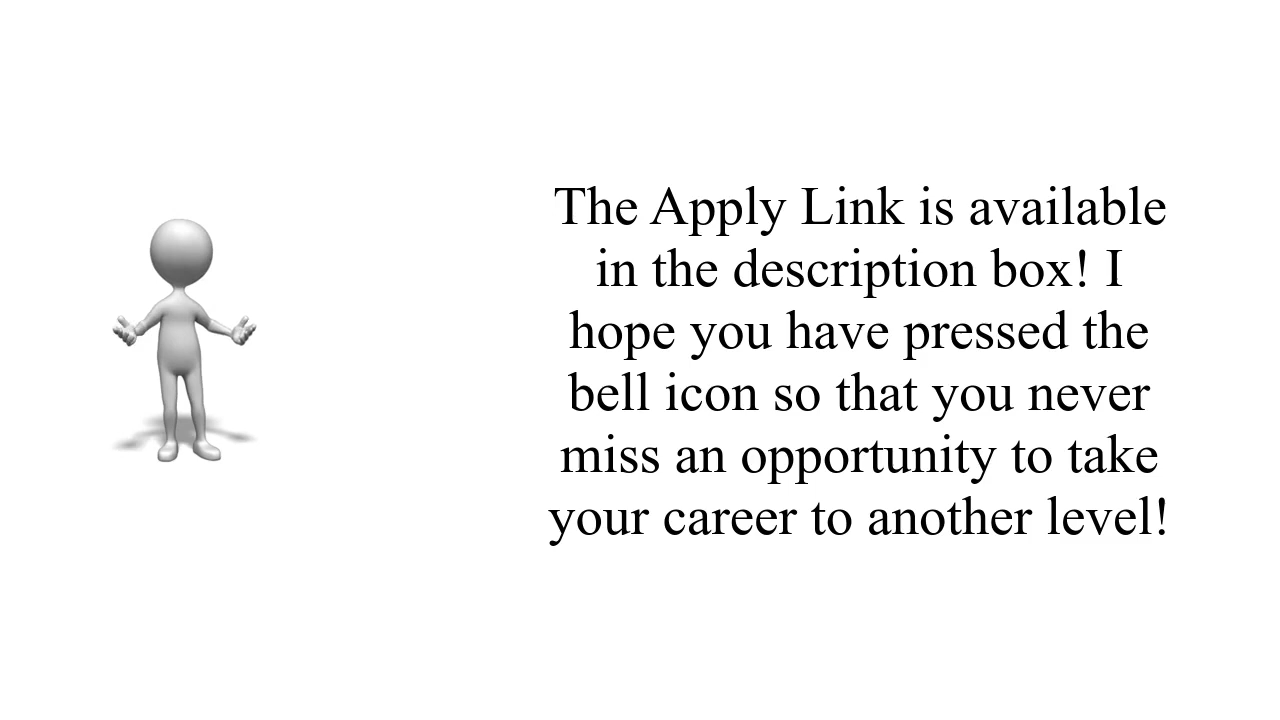 The Apply Link is available
in the description box! I
hope you have pressed the
bell icon so that you never
miss an opportunity to take
your career to another level!